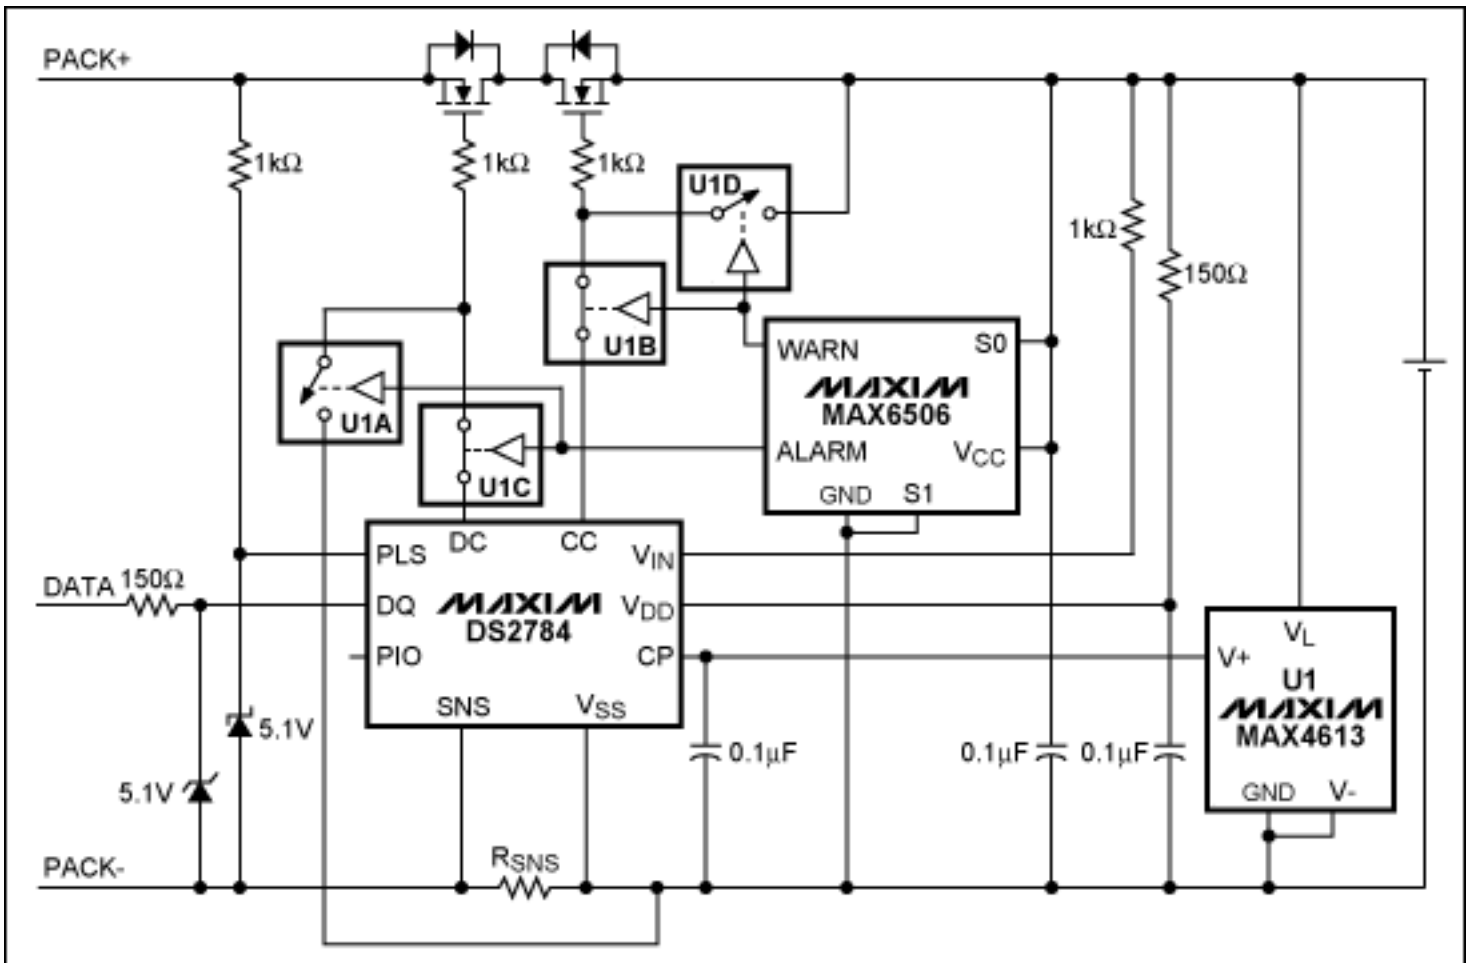 PACK+
1kΩ
1kΩ
1kΩ
U1D
1kΩ
150Ω
U1B
WARN
S0
MAXIM
MAX6506
U1A
ALARM
VCC
U1C
GND
S1
DC
CC
PLS
VIN
DATA
150Ω
DQ
MAXIM
VDD
DS2784
PIO
CP
VL
V+
SNS
VSS
U1
MAXIM
MAX4613
5.1V
0.1µF
0.1µF
0.1µF
5.1V
GND
V-
PACK-
RSNS